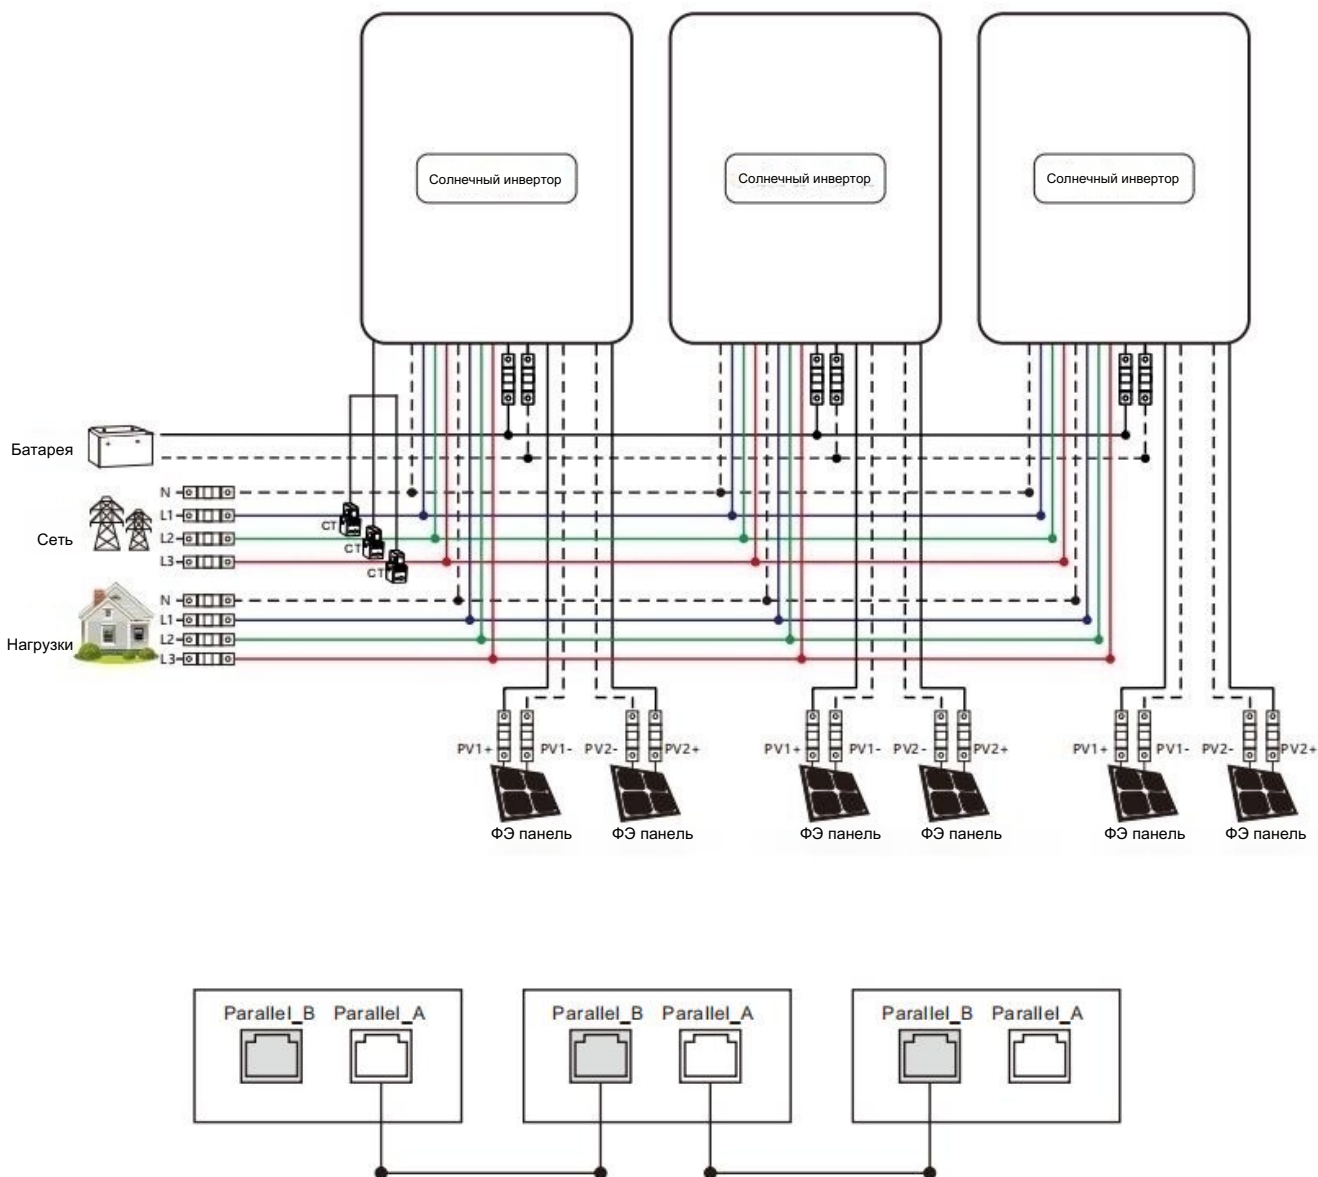 Солнечный инвертор
Солнечный инвертор
Солнечный инвертор
Батарея
N
L1
CT
Сеть
L2
CT
L3
CT
N
L1
Нагрузки
L2
L3
PV1+ PV1- PV2- PV2+
PV1+ PV1- PV2- PV2+
PV1+ PV1- PV2- PV2+
ФЭ панель ФЭ панель
ФЭ панель ФЭ панель
ФЭ панель ФЭ панель
Parallel_B Parallel_A
Parallel_B Parallel_A
Parallel_B Parallel_A